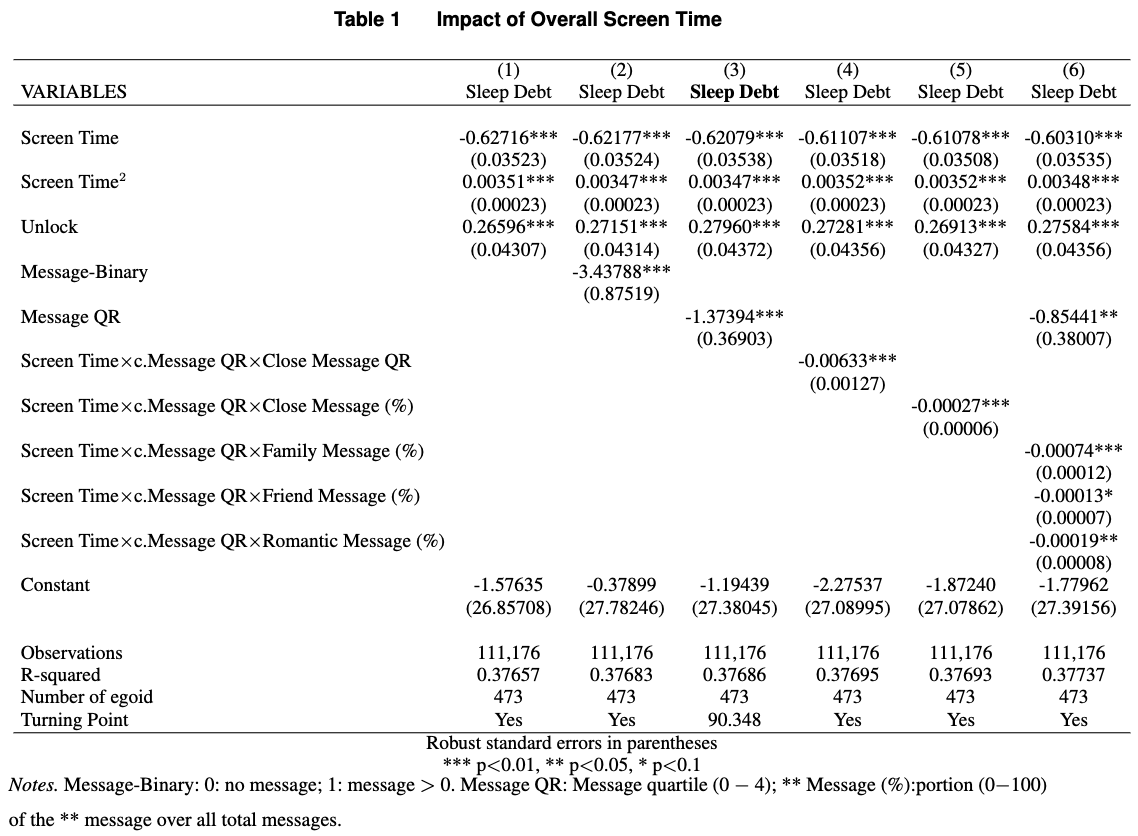 Table 1 Impact of Overall Screen Time
(1) (2) (3) (4) (5) (6)
VARIABLES Sleep Debt Sleep Debt Sleep Debt Sleep Debt Sleep Debt Sleep Debt
Screen Time -0.62716*** -0.62177*** -0.62079*** -0.61107*** -0.61078*** -0.60310***
(0.03523) (0.03524) (0.03538) (0.03518) (0.03508) (0.03535)
Screen Time² 0.00351*** 0.00347*** 0.00347*** 0.00352*** 0.00352*** 0.00348***
(0.00023) (0.00023) (0.00023) (0.00023) (0.00023) (0.00023)
Unlock 0.26596*** 0.27151*** 0.27960*** 0.27281*** 0.26913*** 0.27584***
(0.04307) (0.04314) (0.04372) (0.04356) (0.04327) (0.04356)
Message-Binary -3.43788***
(0.87519)
Message QR -1.37394*** -0.85441**
(0.36903) (0.38007)
Screen Time×c.Message QR×Close Message QR -0.00633***
(0.00127)
Screen Time×c.Message QR×Close Message (%) -0.00027***
(0.00006)
Screen Time×c.Message QR×Family Message (%) -0.00074***
(0.00012)
Screen Time×c.Message QR×Friend Message (%) -0.00013*
(0.00007)
Screen Time×c.Message QR×Romantic Message (%) -0.00019**
(0.00008)
Constant -1.57635 -0.37899 -1.19439 -2.27537 -1.87240 -1.77962
(26.85708) (27.78246) (27.38045) (27.08995) (27.07862) (27.39156)
Observations 111,176 111,176 111,176 111,176 111,176 111,176
R-squared 0.37657 0.37683 0.37686 0.37695 0.37693 0.37737
Number of egoid 473 473 473 473 473 473
Turning Point Yes Yes 90.348 Yes Yes Yes
Robust standard errors in parentheses
*** p<0.01, ** p<0.05, * p<0.1
Notes. Message-Binary: 0: no message; 1: message > 0. Message QR: Message quartile (0 − 4); ** Message (%):portion (0−100)
of the ** message over all total messages.